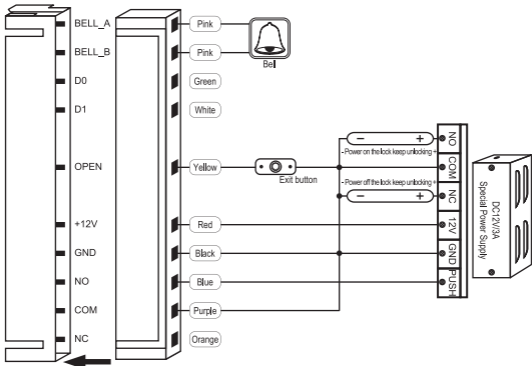 BELL_A
Pink
BELL_B
Pink
Bell
D0
Green
D1
White
OPEN
Yellow
Exit button
+12V
Red
GND
Black
NO
Blue
COM
Purple
NC
Orange
- +
- Power on the lock keep unlocking +
- Power off the lock keep unlocking +
- +
NO
COM
NC
12V
GND
PUSH
DC12V/3A
Special Power Supply